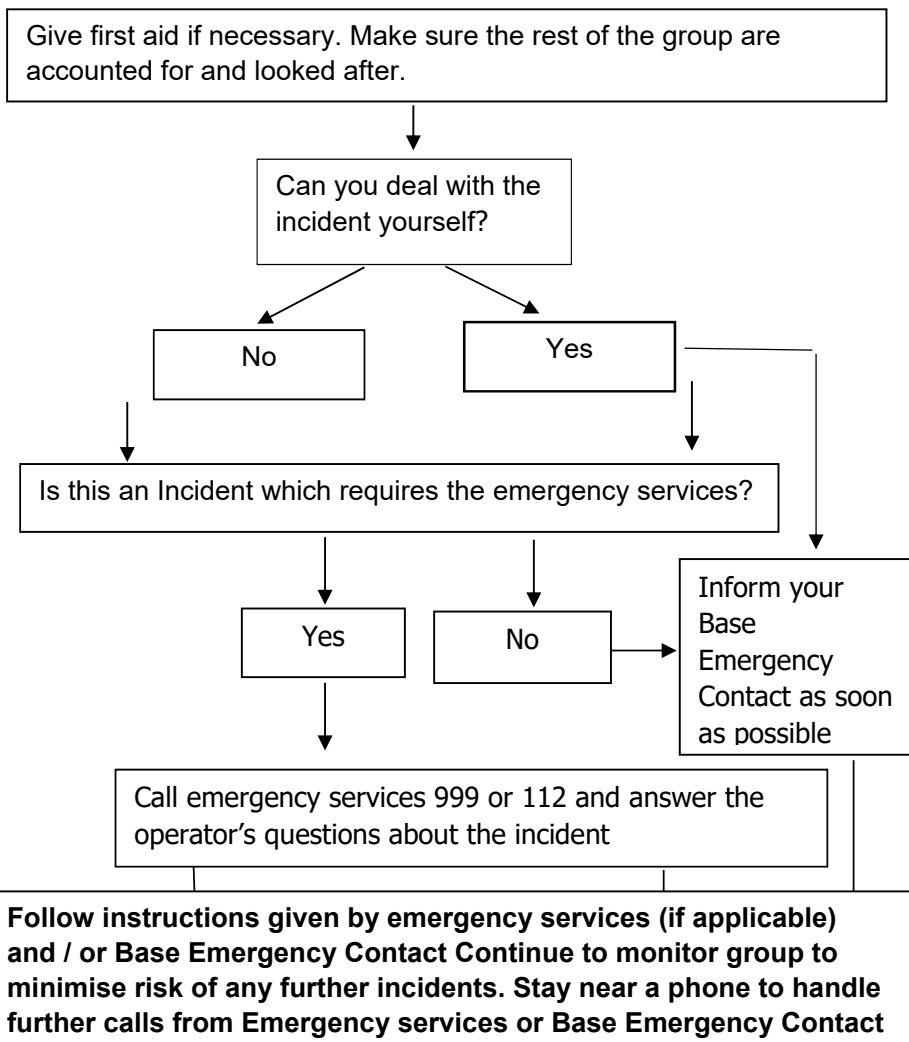 Give first aid if necessary. Make sure the rest of the group are
accounted for and looked after.
Can you deal with the
incident yourself?
No
Yes
Is this an Incident which requires the emergency services?
Yes
No
Inform your
Base
Emergency
Contact as soon
as possible
Call emergency services 999 or 112 and answer the
operator’s questions about the incident
Follow instructions given by emergency services (if applicable)
and / or Base Emergency Contact Continue to monitor group to
minimise risk of any further incidents. Stay near a phone to handle
further calls from Emergency services or Base Emergency Contact